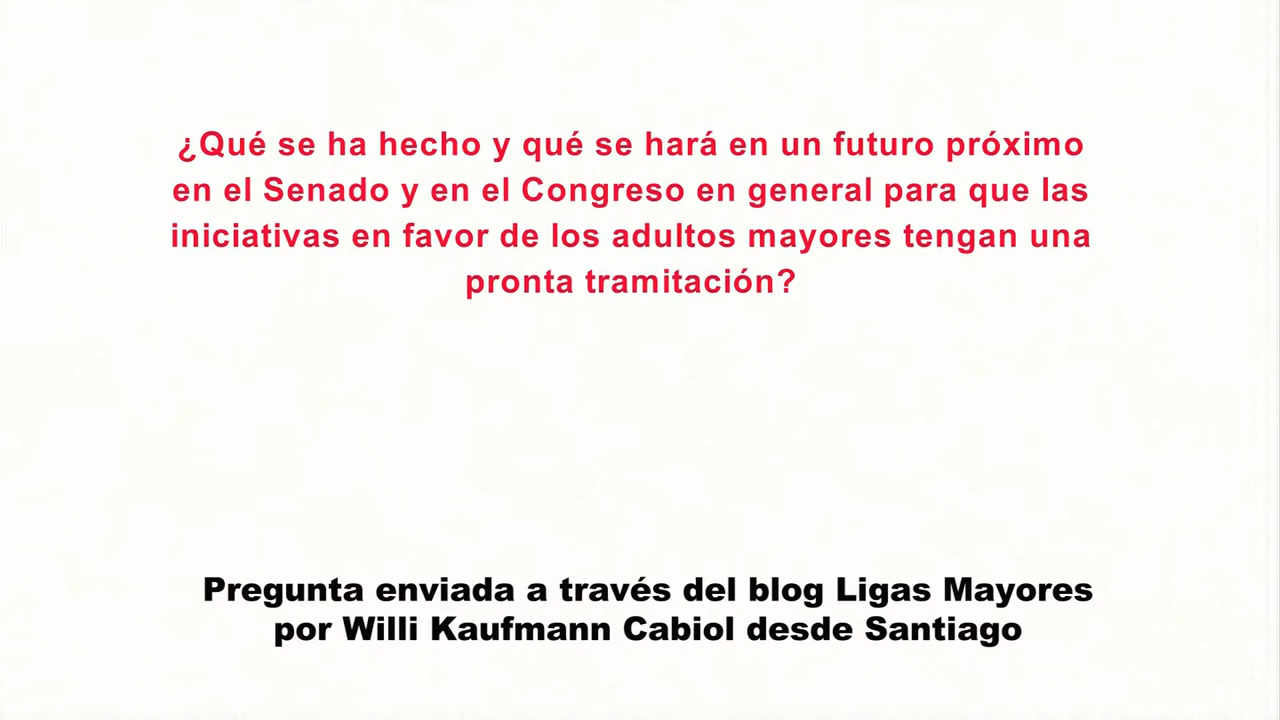 ¿Qué se ha hecho y qué se hará en un futuro próximo
en el Senado y en el Congreso en general para que las
iniciativas en favor de los adultos mayores tengan una
pronta tramitación?
Pregunta enviada a través del blog Ligas Mayores
por Willi Kaufmann Cabiol desde Santiago